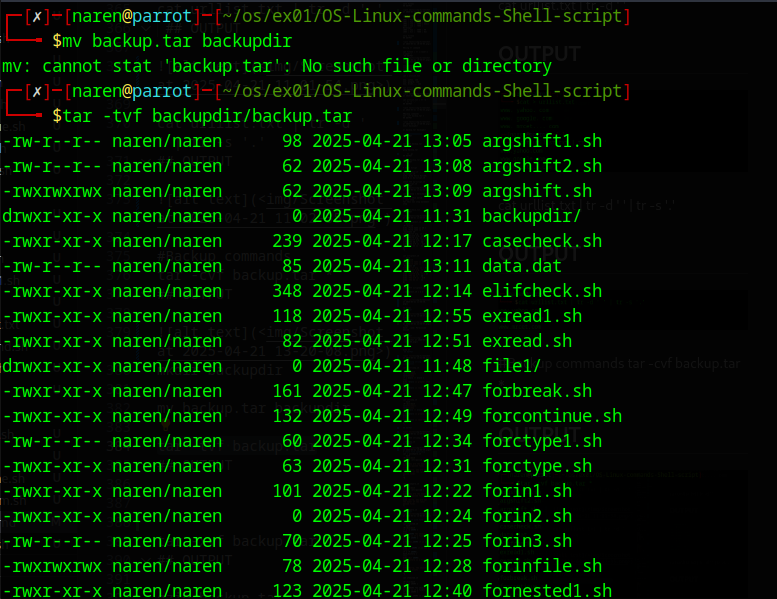 ┌─[✗]─[naren@parrot]─[~/os/ex01/OS-Linux-commands-Shell-script]
└──╼ $mv backup.tar backupdir
mv: cannot stat 'backup.tar': No such file or directory
┌─[✗]─[naren@parrot]─[~/os/ex01/OS-Linux-commands-Shell-script]
└──╼ $tar -tvf backupdir/backup.tar
-rw-r--r-- naren/naren      98 2025-04-21 13:05 argshift1.sh
-rw-r--r-- naren/naren      62 2025-04-21 13:08 argshift2.sh
-rwxrwxrwx naren/naren      62 2025-04-21 13:09 argshift.sh
drwxr-xr-x naren/naren       0 2025-04-21 11:31 backupdir/
-rwxr-xr-x naren/naren     239 2025-04-21 12:17 casecheck.sh
-rw-r--r-- naren/naren      85 2025-04-21 13:11 data.dat
-rwxr-xr-x naren/naren     348 2025-04-21 12:14 elifcheck.sh
-rwxr-xr-x naren/naren     118 2025-04-21 12:55 exread1.sh
-rwxr-xr-x naren/naren      82 2025-04-21 12:51 exread.sh
drwxr-xr-x naren/naren       0 2025-04-21 11:48 file1/
-rwxr-xr-x naren/naren     161 2025-04-21 12:47 forbreak.sh
-rwxr-xr-x naren/naren     132 2025-04-21 12:49 forcontinue.sh
-rw-r--r-- naren/naren      60 2025-04-21 12:34 forctype1.sh
-rwxr-xr-x naren/naren      63 2025-04-21 12:31 forctype.sh
-rwxr-xr-x naren/naren     101 2025-04-21 12:22 forin1.sh
-rwxr-xr-x naren/naren       0 2025-04-21 12:24 forin2.sh
-rw-r--r-- naren/naren      70 2025-04-21 12:25 forin3.sh
-rwxrwxrwx naren/naren      78 2025-04-21 12:28 forinfile.sh
-rwxr-xr-x naren/naren     123 2025-04-21 12:40 fornested1.sh